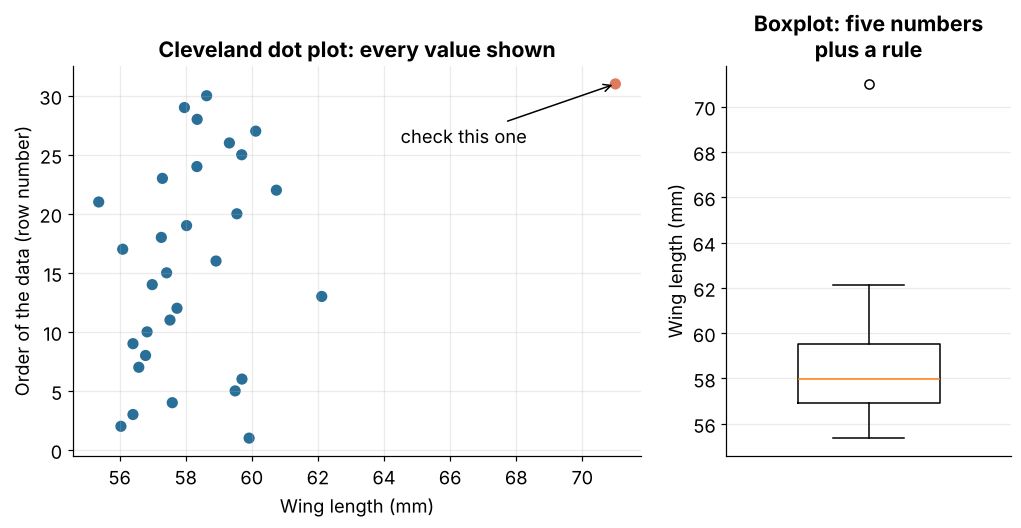 Cleveland dot plot: every value shown
30
25
20
15
10
5
0
Order of the data (row number)
check this one
56 58 60 62 64 66 68 70
Wing length (mm)
Boxplot: five numbers
plus a rule
70
68
66
64
62
60
58
56
Wing length (mm)